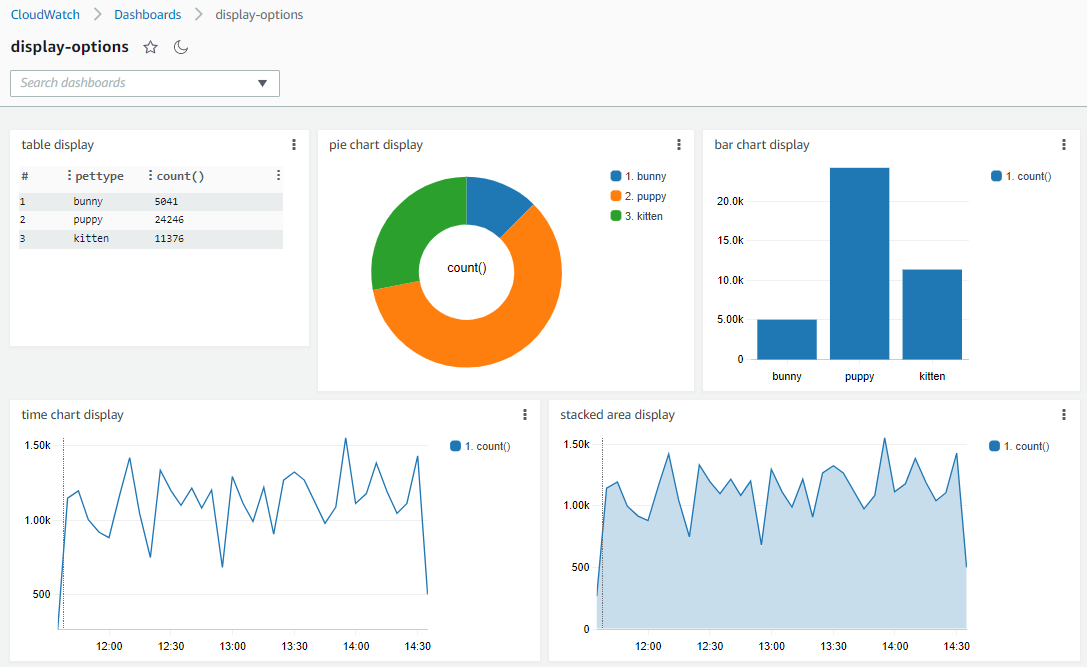 CloudWatch > Dashboards > display-options
display-options
Search dashboards
table display
# pettype count()
1 bunny 5041
2 puppy 24246
3 kitten 11376
pie chart display
count()
1. bunny
2. puppy
3. kitten
bar chart display
20.0k
15.0k
10.0k
5.00k
0
bunny puppy kitten
1. count()
time chart display
1.50k
1.00k
500
12:00 12:30 13:00 13:30 14:00 14:30
1. count()
stacked area display
1.50k
1.00k
500
0
12:00 12:30 13:00 13:30 14:00 14:30
1. count()